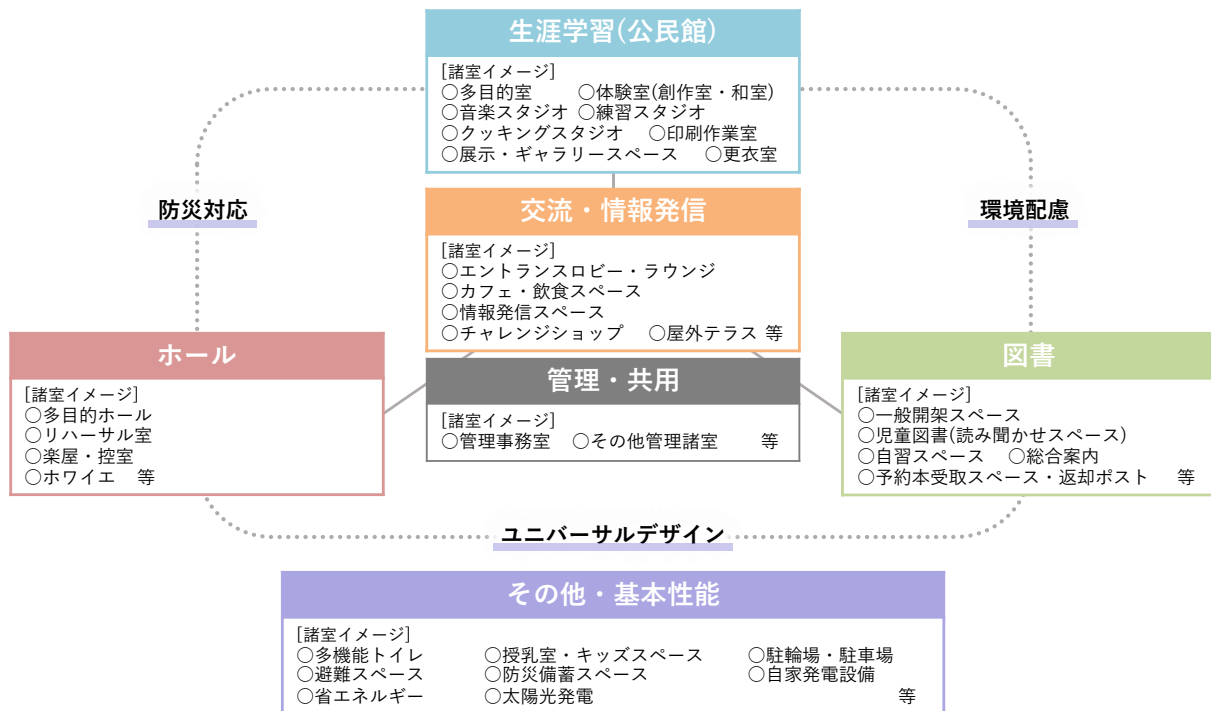 生涯学習(公民館)
[諸室イメージ]
○多目的室 ○体験室(創作室・和室)
○音楽スタジオ ○練習スタジオ
○クッキングスタジオ ○印刷作業室
○展示・ギャラリースペース ○更衣室
防災対応
環境配慮
交流・情報発信
[諸室イメージ]
○エントランスロビー・ラウンジ
○カフェ・飲食スペース
○情報発信スペース
○チャレンジショップ ○屋外テラス 等
ホール
[諸室イメージ]
○多目的ホール
○リハーサル室
○楽屋・控室
○ホワイエ 等
管理・共用
[諸室イメージ]
○管理事務室 ○その他管理諸室 等
図書
[諸室イメージ]
○一般開架スペース
○児童図書(読み聞かせスペース)
○自習スペース ○総合案内
○予約本受取スペース・返却ポスト 等
ユニバーサルデザイン
その他・基本性能
[諸室イメージ]
○多機能トイレ ○授乳室・キッズスペース ○駐輪場・駐車場
○避難スペース ○防災備蓄スペース ○自家発電設備
○省エネルギー ○太陽光発電 等